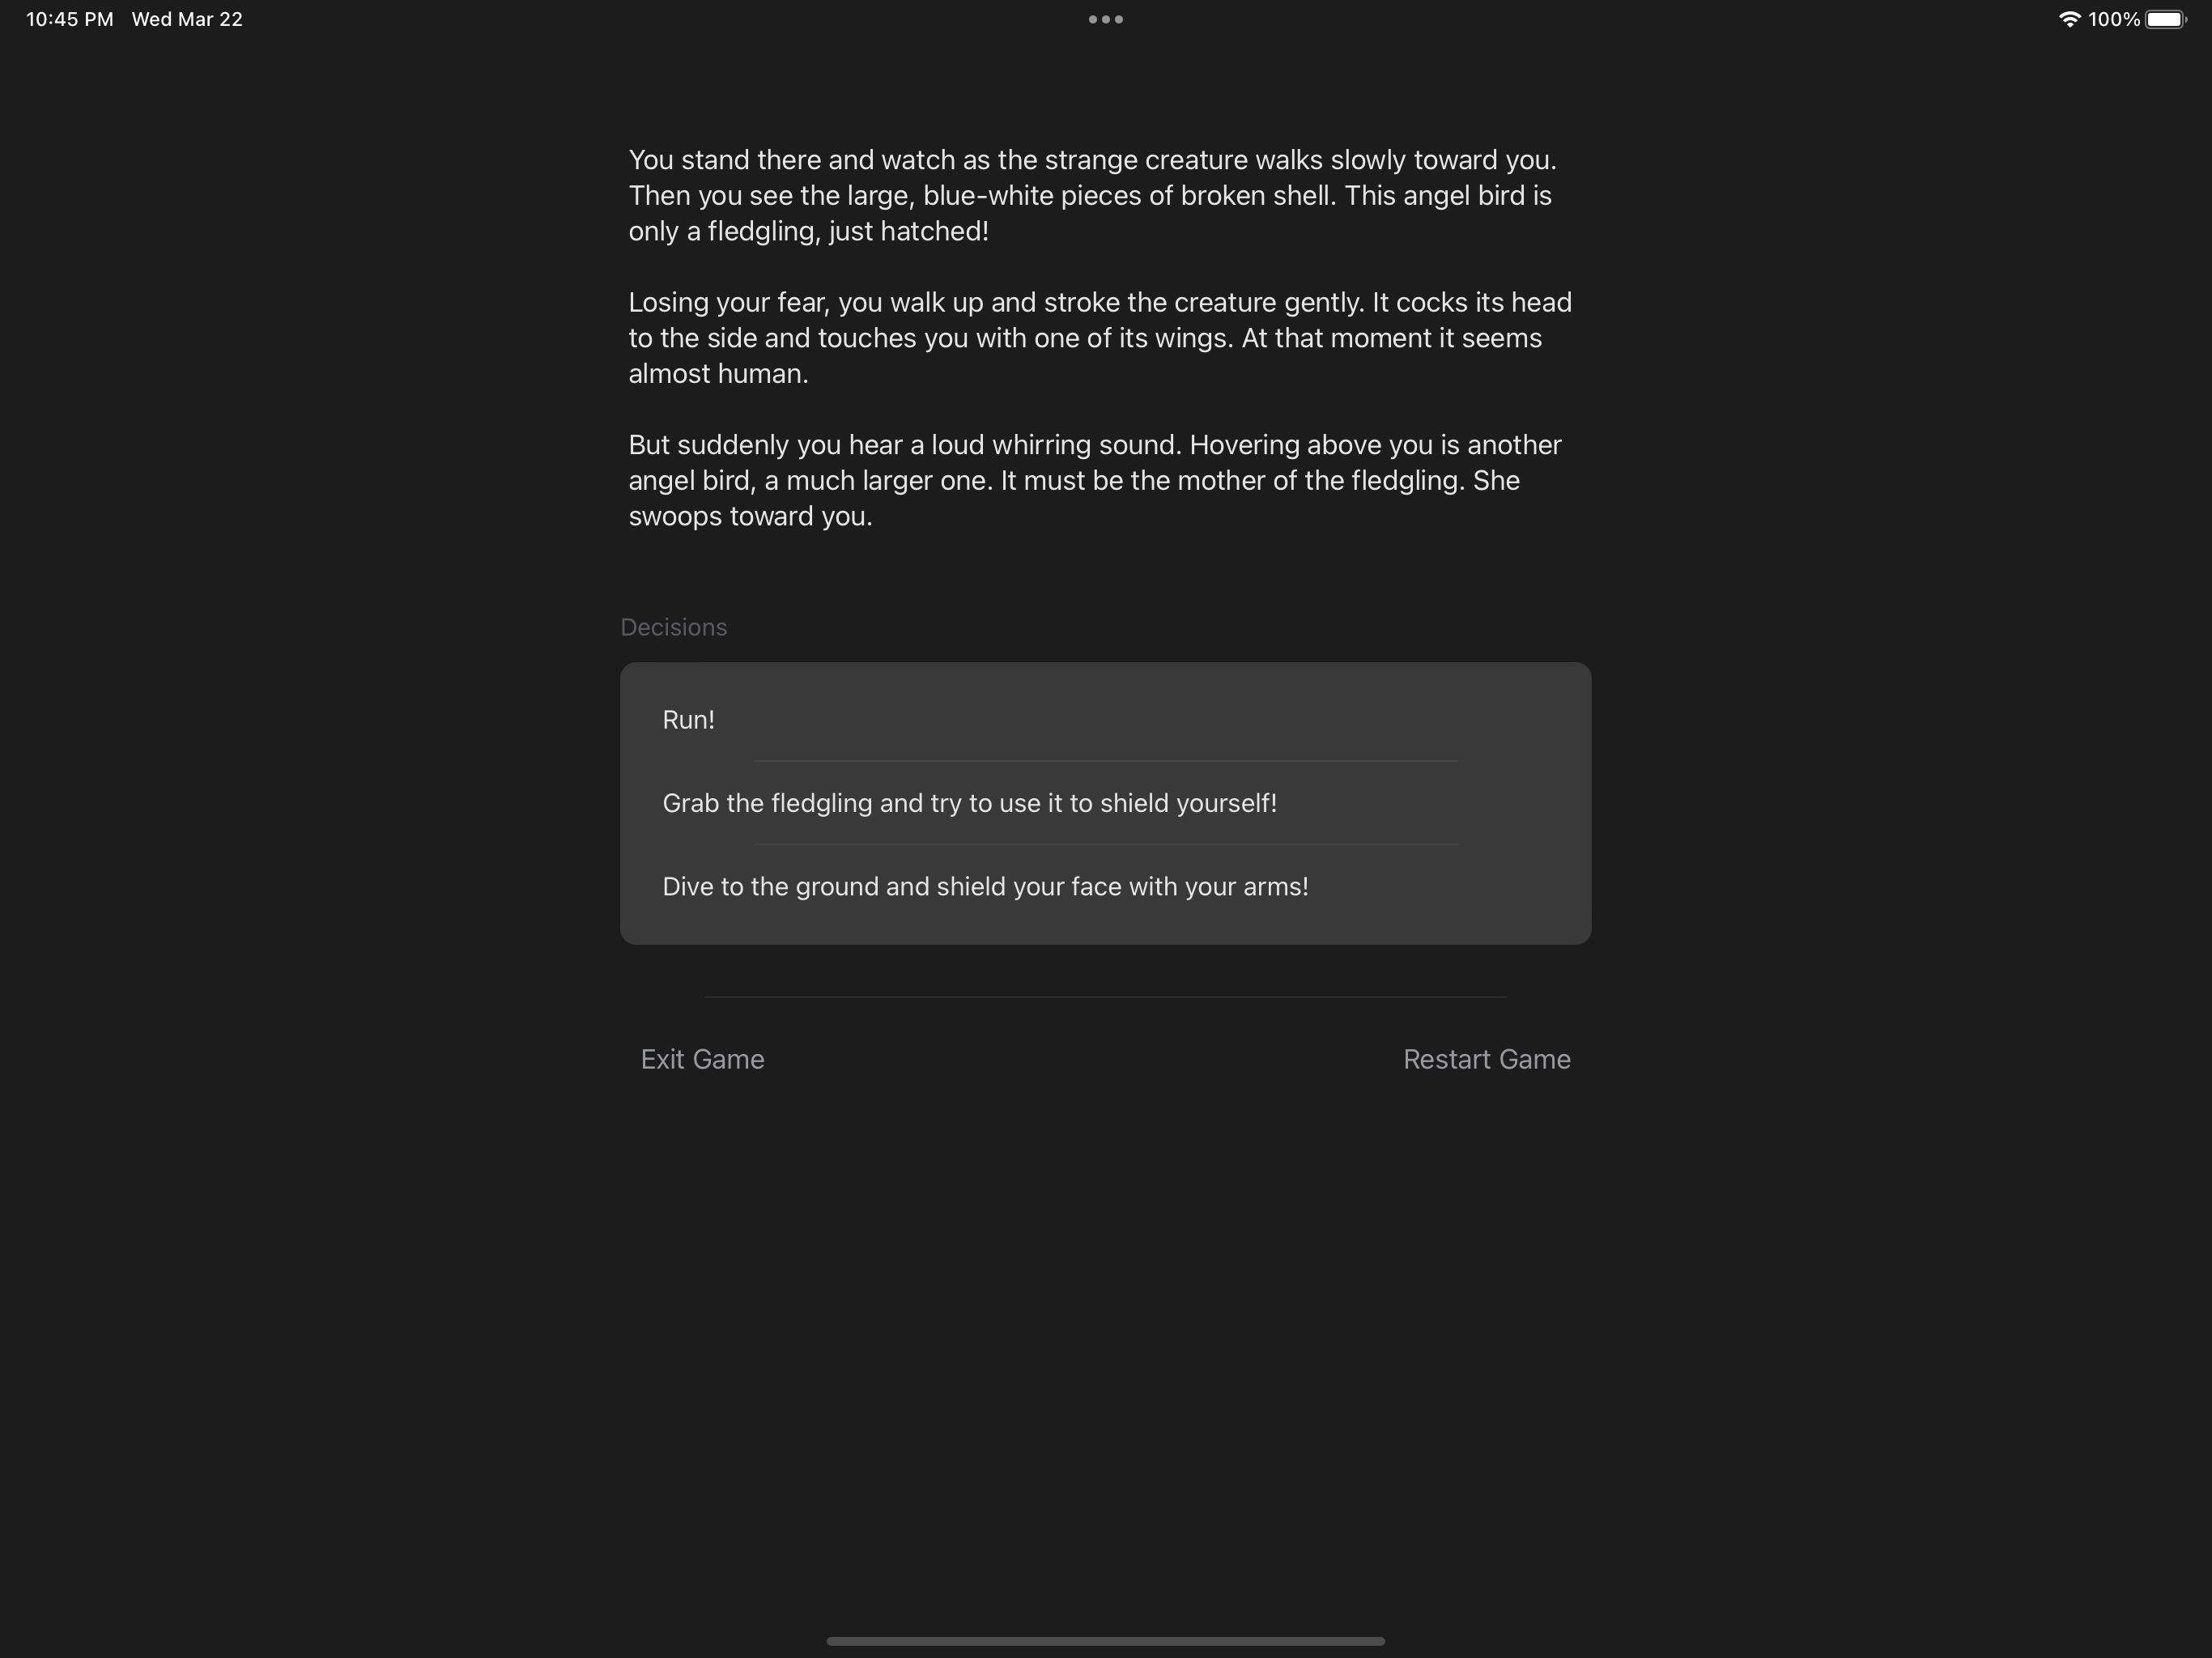 10:45 PM Wed Mar 22
100%
You stand there and watch as the strange creature walks slowly toward you.
Then you see the large, blue-white pieces of broken shell. This angel bird is
only a fledgling, just hatched!
Losing your fear, you walk up and stroke the creature gently. It cocks its head
to the side and touches you with one of its wings. At that moment it seems
almost human.
But suddenly you hear a loud whirring sound. Hovering above you is another
angel bird, a much larger one. It must be the mother of the fledgling. She
swoops toward you.
Decisions
Run!
Grab the fledgling and try to use it to shield yourself!
Dive to the ground and shield your face with your arms!
Exit Game
Restart Game